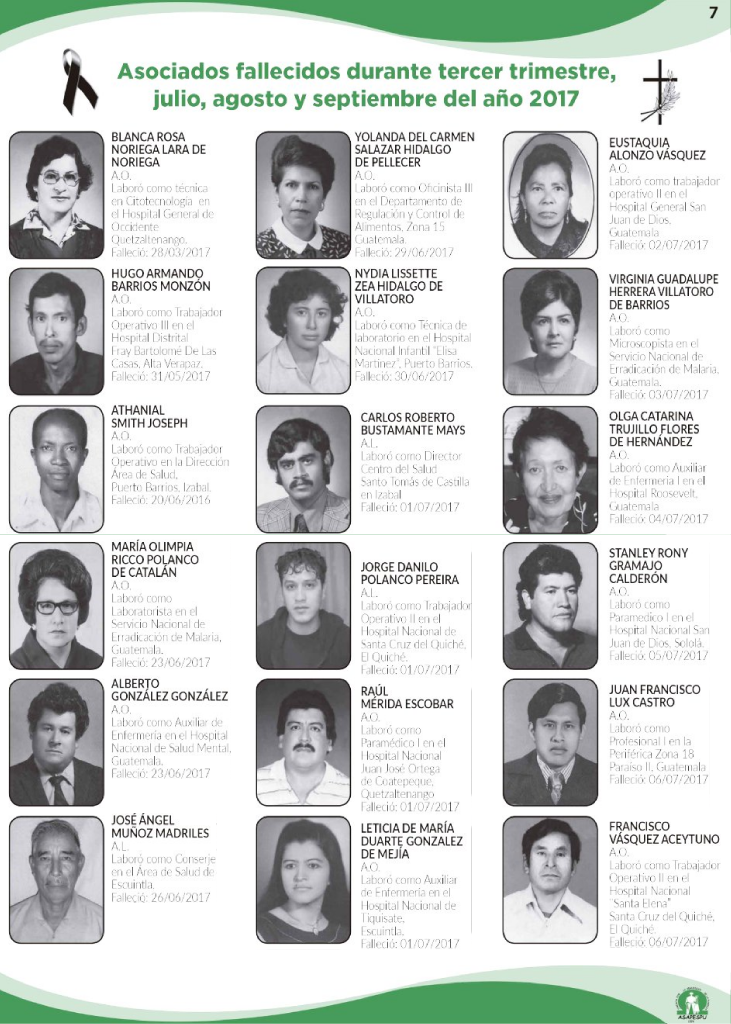 7
Asociados fallecidos durante tercer trimestre,
julio, agosto y septiembre del año 2017
BLANCA ROSA
NORIEGA LARA DE
NORIEGA
A.O.
Laboró como técnica
en Citotecnología en
el Hospital General de
Occidente
Quetzaltenango.
Falleció: 28/03/2017
HUGO ARMANDO
BARRIOS MONZÓN
A.O.
Laboró como Trabajador
Operativo III en el
Hospital Distrital
Fray Bartolomé De Las
Casas, Alta Verapaz.
Falleció: 31/05/2017
ATHANIAL
SMITH JOSEPH
A.O.
Laboró como Trabajador
Operativo en la Dirección
Área de Salud,
Puerto Barrios, Izabal.
Falleció: 20/06/2016
MARÍA OLIMPIA
RICCO POLANCO
DE CATALÁN
A.O.
Laboró como
Laboratorista en el
Servicio Nacional de
Erradicación de Malaria,
Guatemala.
Falleció: 23/06/2017
ALBERTO
GONZÁLEZ GONZÁLEZ
A.O.
Laboró como Auxiliar de
Enfermería en el Hospital
Nacional de Salud Mental,
Guatemala.
Falleció: 23/06/2017
JOSÉ ÁNGEL
MUÑOZ MADRILES
A.L.
Laboró como Conserje
en el Área de Salud de
Escuintla.
Falleció: 26/06/2017
YOLANDA DEL CARMEN
SALAZAR HIDALGO
DE PELLECER
A.O.
Laboró como Oficinista III
en el Departamento de
Regulación y Control de
Alimentos, Zona 15
Guatemala.
Falleció: 29/06/2017
NYDIA LISSETTE
ZEA HIDALGO DE
VILLATORO
A.O.
Laboró como Técnica de
laboratorio en el Hospital
Nacional Infantil "Elisa
Martínez", Puerto Barrios.
Falleció: 30/06/2017
CARLOS ROBERTO
BUSTAMANTE MAYS
A.L.
Laboró como Director
Centro del Salud
Santo Tomás de Castilla
en Izabal
Falleció: 01/07/2017
JORGE DANILO
POLANCO PEREIRA
A.L.
Laboró como Trabajador
Operativo II en el
Hospital Nacional de
Santa Cruz del Quiché,
El Quiché.
Falleció: 01/07/2017
RAÚL
MÉRIDA ESCOBAR
A.O.
Laboró como
Paramédico I en el
Hospital Nacional
Juan José Ortega
de Coatepeque,
Quetzaltenango
Falleció: 01/07/2017
LETICIA DE MARÍA
DUARTE GONZALEZ
DE MEJÍA
A.O.
Laboró como Auxiliar
de Enfermería en el
Hospital Nacional de
Tiquisate,
Escuintla.
Falleció: 01/07/2017
EUSTAQUIA
ALONZO VÁSQUEZ
A.O.
Laboró como trabajador
operativo II en el
Hospital General San
Juan de Dios,
Guatemala
Falleció: 02/07/2017
VIRGINIA GUADALUPE
HERRERA VILLATORO
DE BARRIOS
A.O.
Laboró como
Microscopista en el
Servicio Nacional de
Erradicación de Malaria,
Guatemala.
Falleció: 03/07/2017
OLGA CATARINA
TRUJILLO FLORES
DE HERNÁNDEZ
A.O.
Laboró como Auxiliar
de Enfermería I en el
Hospital Roosevelt,
Guatemala
Falleció: 04/07/2017
STANLEY RONY
GRAMAJO
CALDERÓN
A.O.
Laboró como
Paramedico I en el
Hospital Nacional San
Juan de Dios, Sololá.
Falleció: 05/07/2017
JUAN FRANCISCO
LUX CASTRO
A.O.
Laboró como
Profesional I en la
Periférica Zona 18
Paraíso II, Guatemala
Falleció: 06/07/2017
FRANCISCO
VÁSQUEZ ACEYTUNO
A.O.
Laboró como Trabajador
Operativo II en el
Hospital Nacional
"Santa Elena"
Santa Cruz del Quiché,
El Quiché.
Falleció: 06/07/2017
ASAPESPU